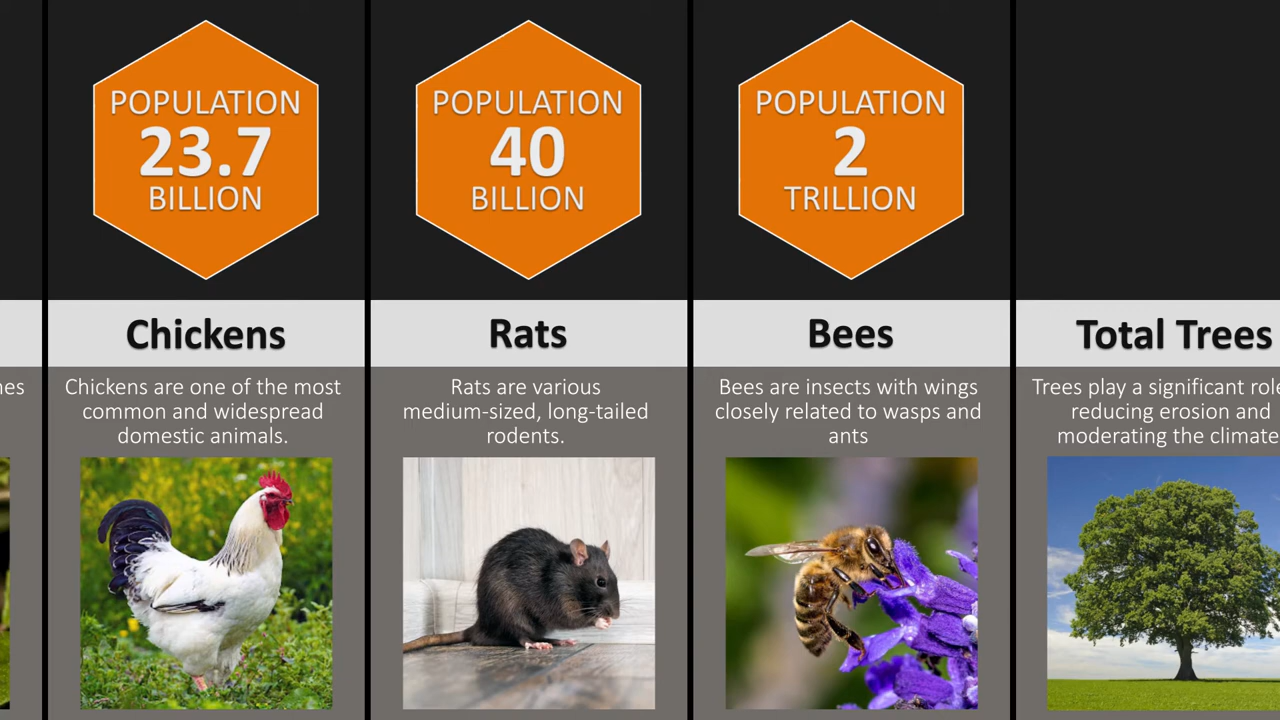 POPULATION
23.7
BILLION
Chickens
Chickens are one of the most
common and widespread
domestic animals.
POPULATION
40
BILLION
Rats
Rats are various
medium-sized, long-tailed
rodents.
POPULATION
2
TRILLION
Bees
Bees are insects with wings
closely related to wasps and
ants
Total Trees
Trees play a significant role
reducing erosion and
moderating the climate